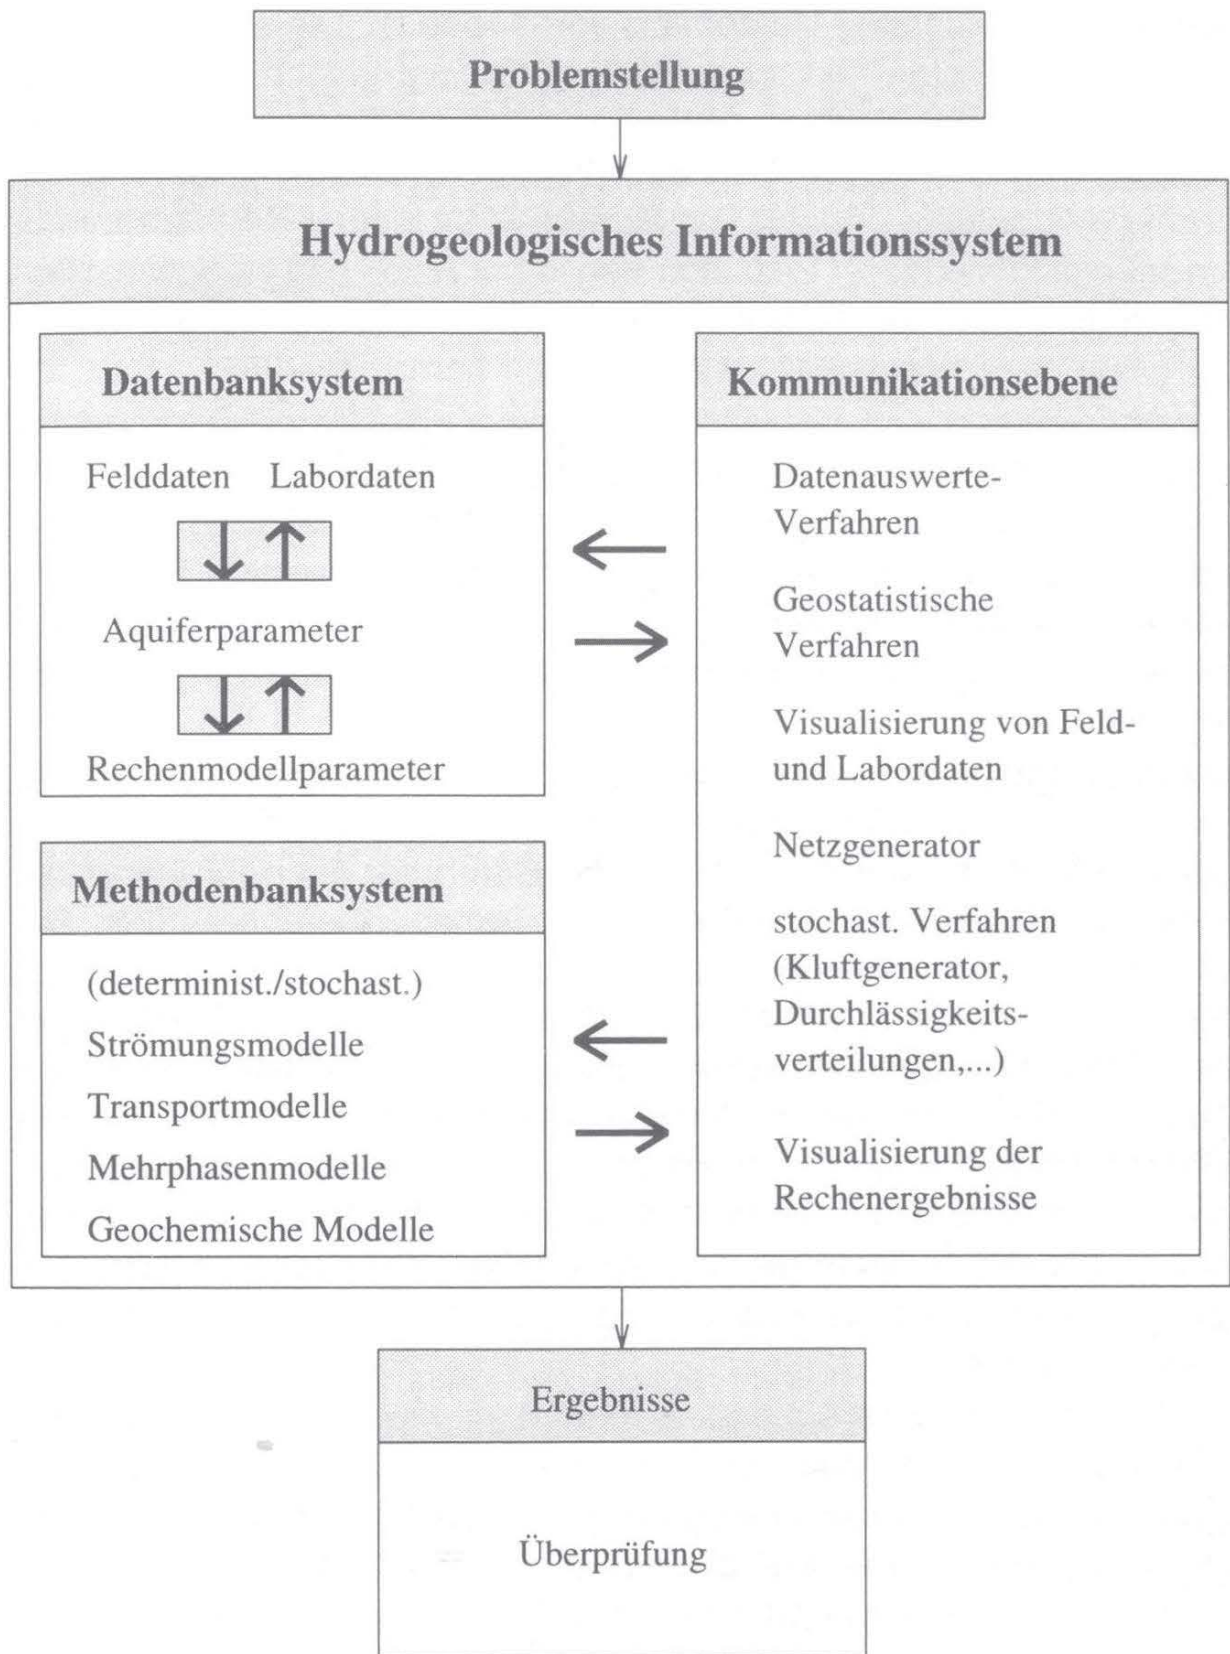 Problemstellung
Hydrogeologisches Informationssystem
Datenbanksystem
Felddaten Labordaten
Aquiferparameter
Rechenmodellparameter
Methodenbanksystem
(determinist./stochast.)
Strömungsmodelle
Transportmodelle
Mehrphasenmodelle
Geochemische Modelle
Kommunikationsebene
Datenauswerte-
Verfahren
Geostatistische
Verfahren
Visualisierung von Feld-
und Labordaten
Netzgenerator
stochast. Verfahren
(Kluftgenerator,
Durchlässigkeits-
verteilungen,...)
Visualisierung der
Rechenergebnisse
Ergebnisse
Überprüfung